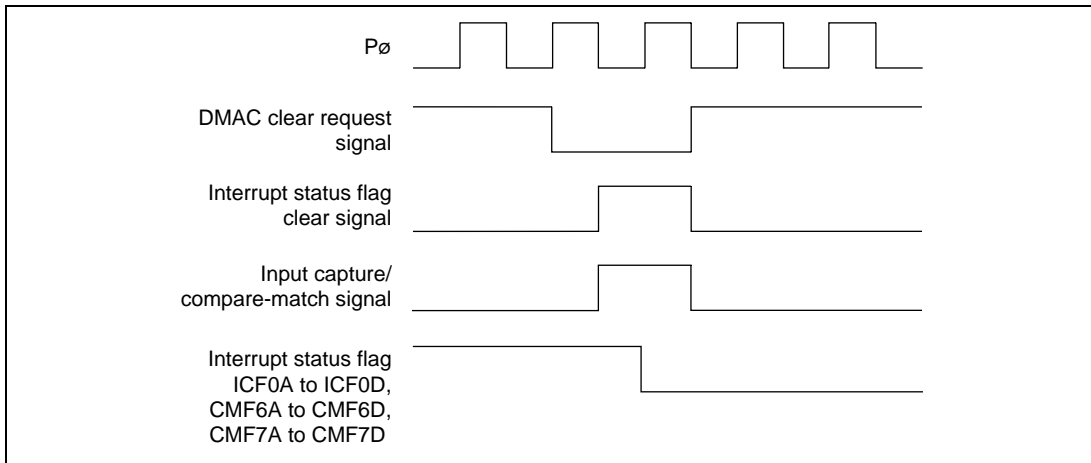 Pø
DMAC clear request
signal
Interrupt status flag
clear signal
Input capture/
compare-match signal
Interrupt status flag
ICF0A to ICF0D,
CMF6A to CMF6D,
CMF7A to CMF7D